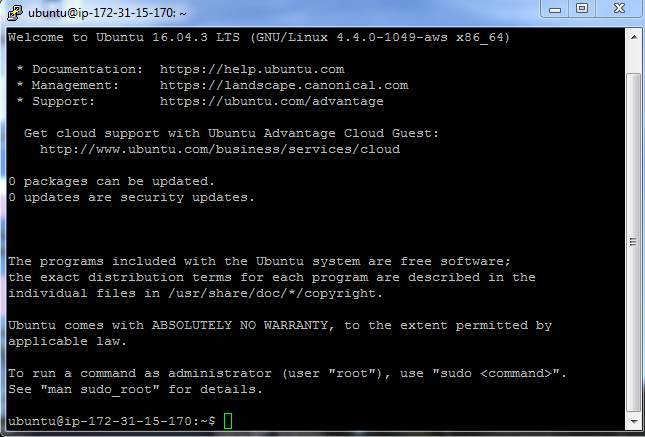 ubuntu@ip-172-31-15-170: ~
Welcome to Ubuntu 16.04.3 LTS (GNU/Linux 4.4.0-1049-aws x86_64)
* Documentation:  https://help.ubuntu.com
* Management:     https://landscape.canonical.com
* Support:        https://ubuntu.com/advantage
Get cloud support with Ubuntu Advantage Cloud Guest:
http://www.ubuntu.com/business/services/cloud
0 packages can be updated.
0 updates are security updates.
The programs included with the Ubuntu system are free software;
the exact distribution terms for each program are described in the
individual files in /usr/share/doc/*/copyright.
Ubuntu comes with ABSOLUTELY NO WARRANTY, to the extent permitted by
applicable law.
To run a command as administrator (user "root"), use "sudo <command>".
See "man sudo_root" for details.
ubuntu@ip-172-31-15-170:~$